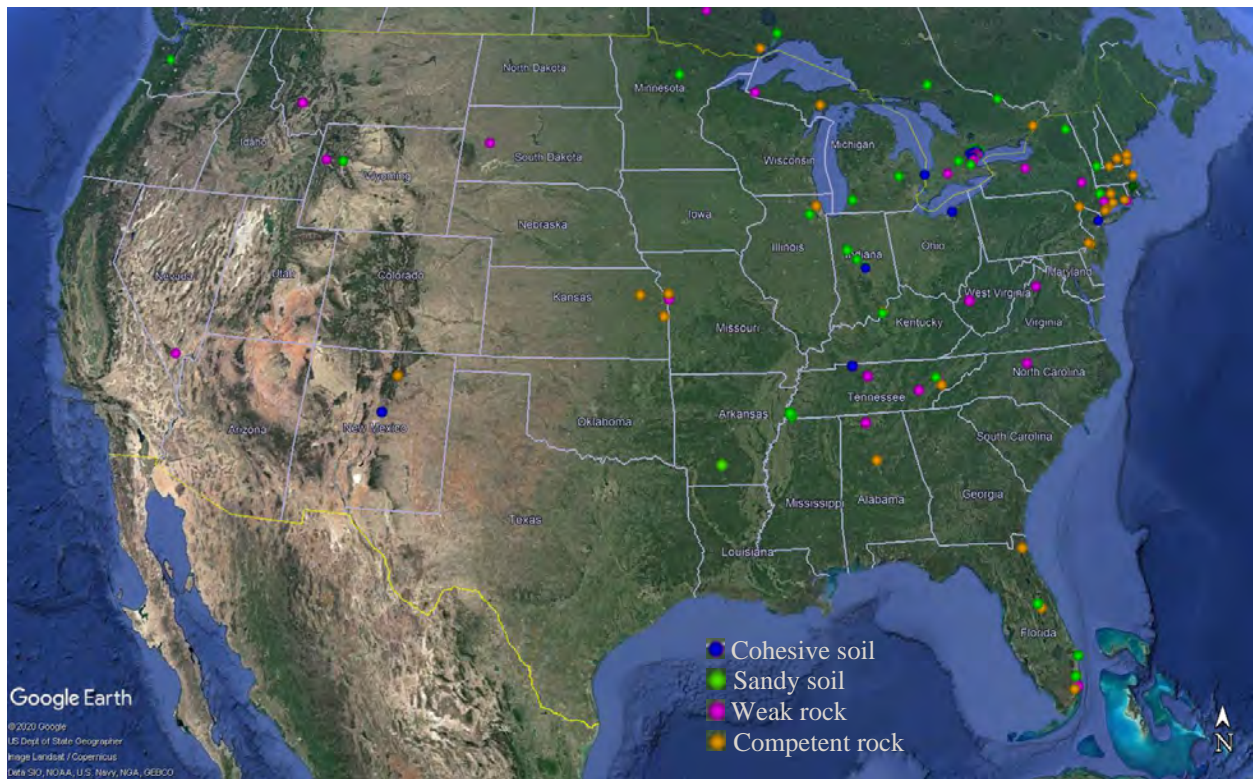 North Dakota
Minnesota
Idaho
Wyoming
South Dakota
Wisconsin
Michigan
Nebraska
Iowa
Illinois
Indiana
Ohio
Nevada
Utah
Colorado
Kansas
Missouri
Kentucky
West Virginia
Maryland
Virginia
Arizona
New Mexico
Oklahoma
Arkansas
Tennessee
North Carolina
South Carolina
Texas
Louisiana
Mississippi
Alabama
Georgia
Florida
Cohesive soil
Sandy soil
Weak rock
Competent rock
Google Earth
©2020 Google
US Dept of State Geographer
Image Landsat / Copernicus
Data SIO, NOAA, U.S. Navy, NGA, GEBCO
N